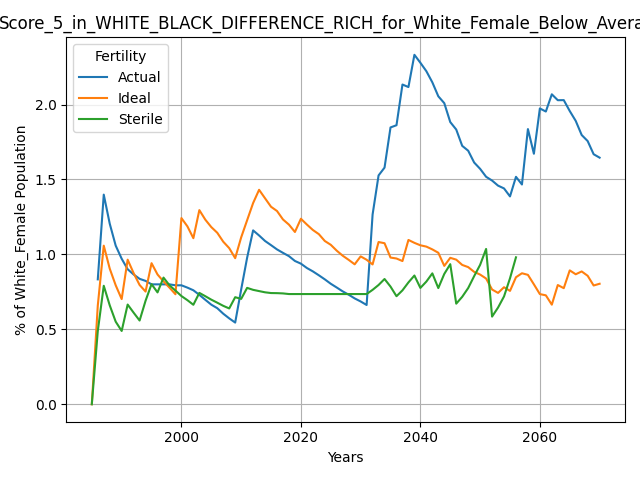 Score_5_in_WHITE_BLACK_DIFFERENCE_RICH_for_White_Female_Below_Avera
Fertility
Actual
Ideal
Sterile
% of White_Female Population
2.0
1.5
1.0
0.5
0.0
2000 2020 2040 2060
Years